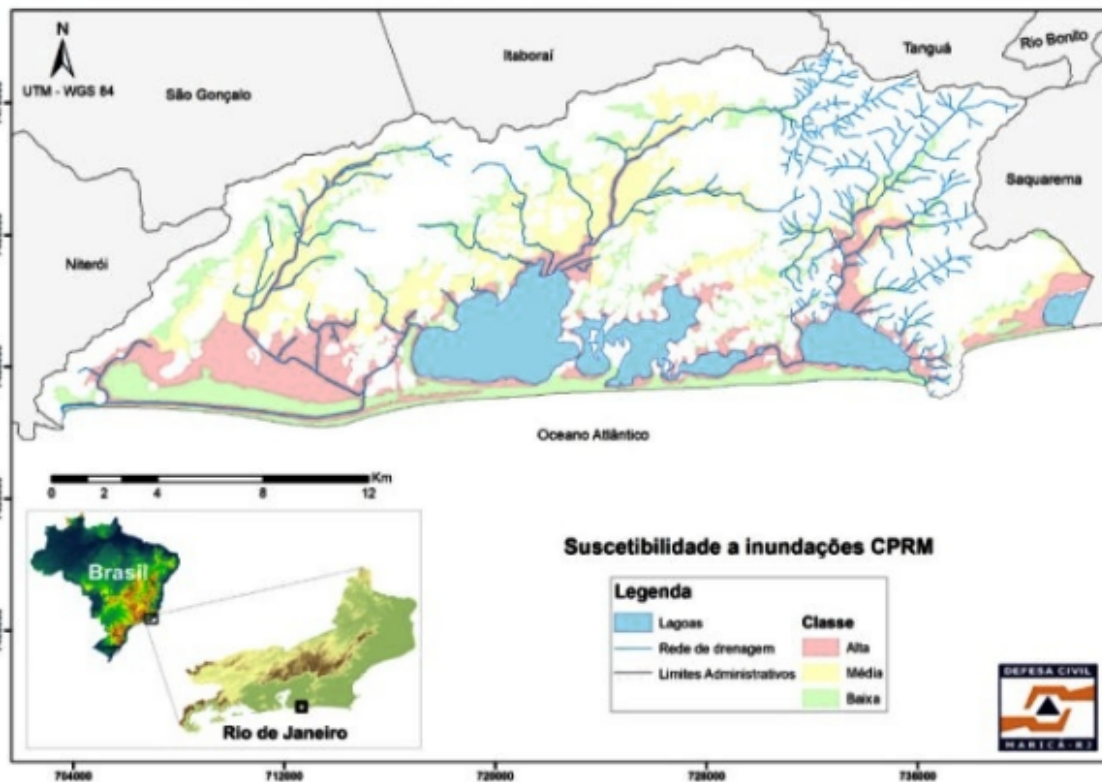 N
UTM - WGS 84
São Gonçalo
Itaboraí
Tanguá
Rio Bonito
Saquarema
Niterói
Oceano Atlântico
Km
0 2 4 8 12
Brasil
Rio de Janeiro
Suscetibilidade a inundações CPRM
Legenda
Lagoas
Rede de drenagem
Limites Administrativos
Classe
Alta
Média
Baixa
DEFESA CIVIL
MARICÁ-RJ
704000 712000 720000 728000 736000